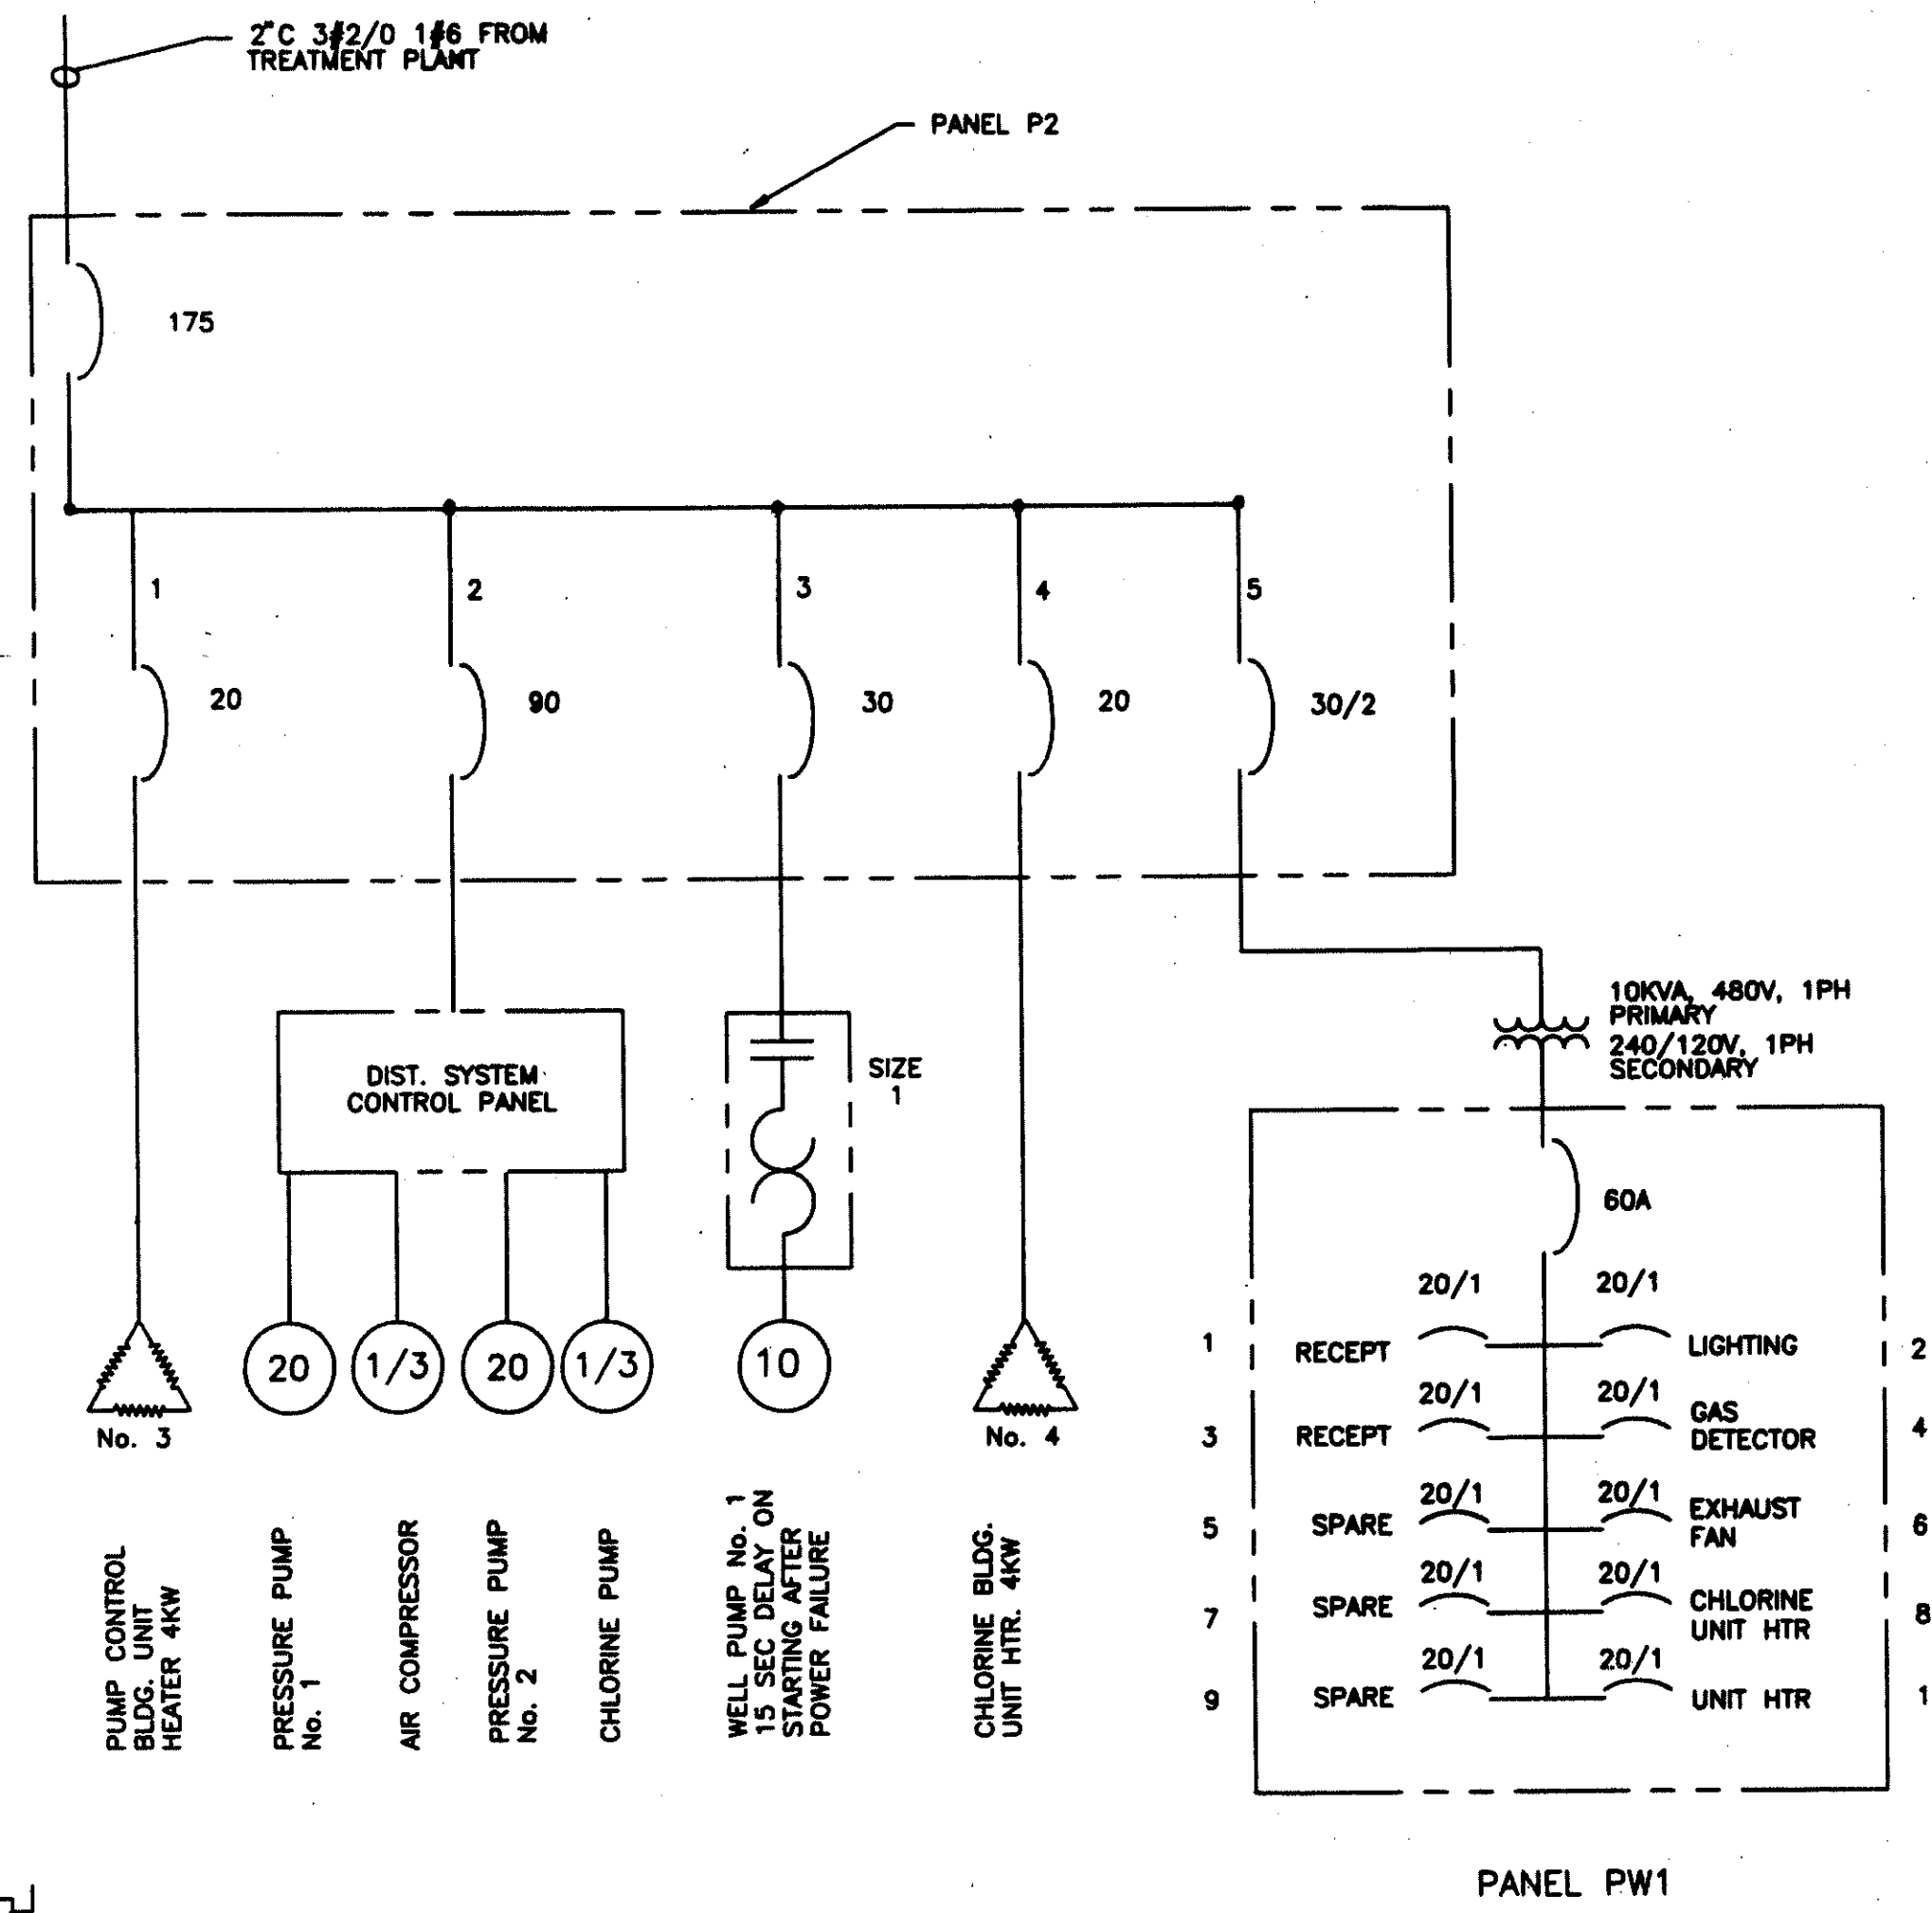 2"C 3#2/0 1#6 FROM
TREATMENT PLANT
PANEL P2
175
1
2
3
4
5
20
90
30
20
30/2
10KVA, 480V, 1PH
PRIMARY
240/120V, 1PH
SECONDARY
DIST. SYSTEM
CONTROL PANEL
SIZE
1
60A
20/1
20/1
1
RECEPT
LIGHTING
2
20/1
20/1
3
RECEPT
GAS
DETECTOR
4
20/1
20/1
5
SPARE
EXHAUST
FAN
6
20/1
20/1
7
SPARE
CHLORINE
UNIT HTR
8
20/1
20/1
9
SPARE
UNIT HTR
1
No. 3
20
1/3
20
1/3
10
No. 4
PUMP CONTROL
BLDG. UNIT
HEATER 4KW
PRESSURE PUMP
No. 1
AIR COMPRESSOR
PRESSURE PUMP
No. 2
CHLORINE PUMP
WELL PUMP No. 1
15 SEC DELAY ON
STARTING AFTER
POWER FAILURE
CHLORINE BLDG.
UNIT HTR. 4KW
PANEL PW1